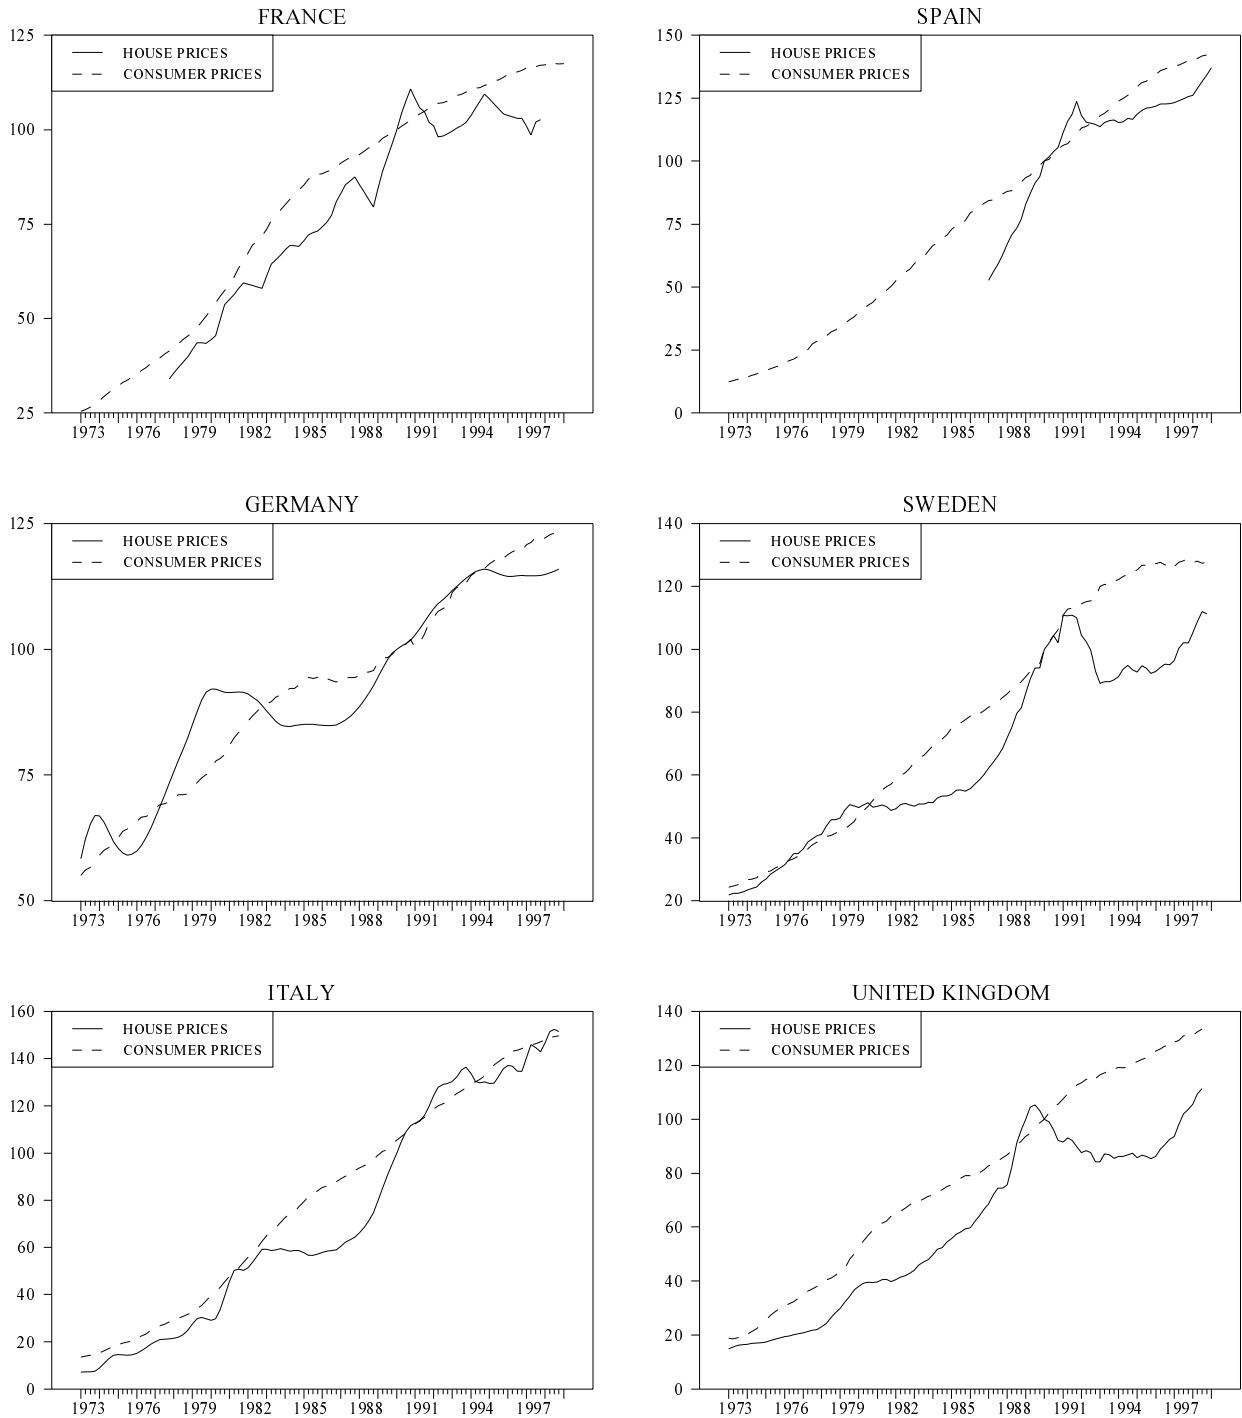 FRANCE
HOUSE PRICES
CONSUMER PRICES
125
100
75
50
25
1973 1976 1979 1982 1985 1988 1991 1994 1997
SPAIN
HOUSE PRICES
CONSUMER PRICES
150
125
100
75
50
25
0
1973 1976 1979 1982 1985 1988 1991 1994 1997
GERMANY
HOUSE PRICES
CONSUMER PRICES
125
100
75
50
1973 1976 1979 1982 1985 1988 1991 1994 1997
SWEDEN
HOUSE PRICES
CONSUMER PRICES
140
120
100
80
60
40
20
1973 1976 1979 1982 1985 1988 1991 1994 1997
ITALY
HOUSE PRICES
CONSUMER PRICES
160
140
120
100
80
60
40
20
0
1973 1976 1979 1982 1985 1988 1991 1994 1997
UNITED KINGDOM
HOUSE PRICES
CONSUMER PRICES
140
120
100
80
60
40
20
0
1973 1976 1979 1982 1985 1988 1991 1994 1997